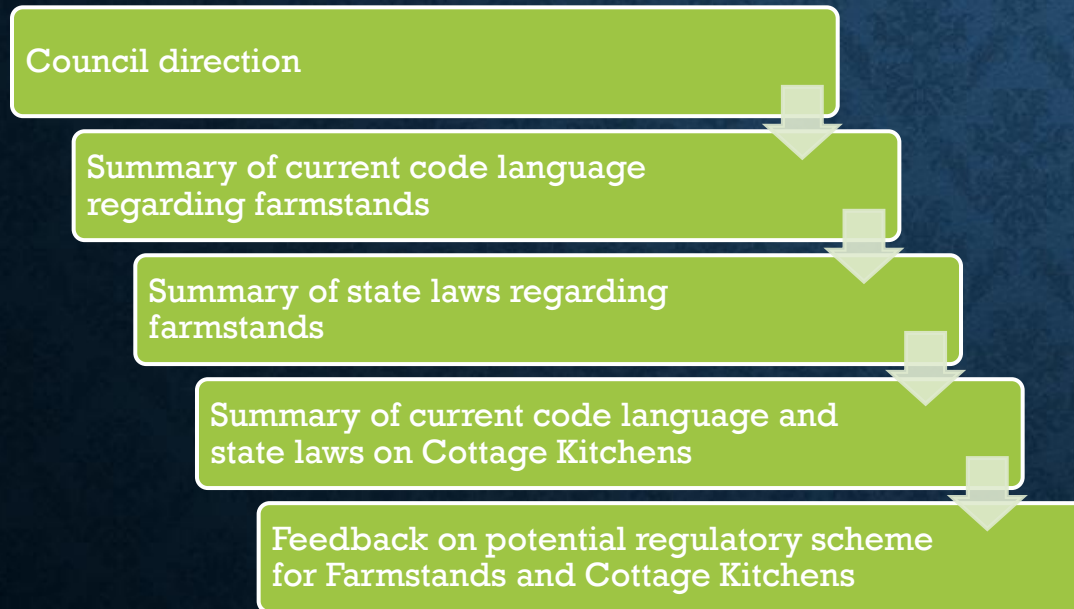 Council direction
Summary of current code language
regarding farmstands
Summary of state laws regarding
farmstands
Summary of current code language and
state laws on Cottage Kitchens
Feedback on potential regulatory scheme
for Farmstands and Cottage Kitchens